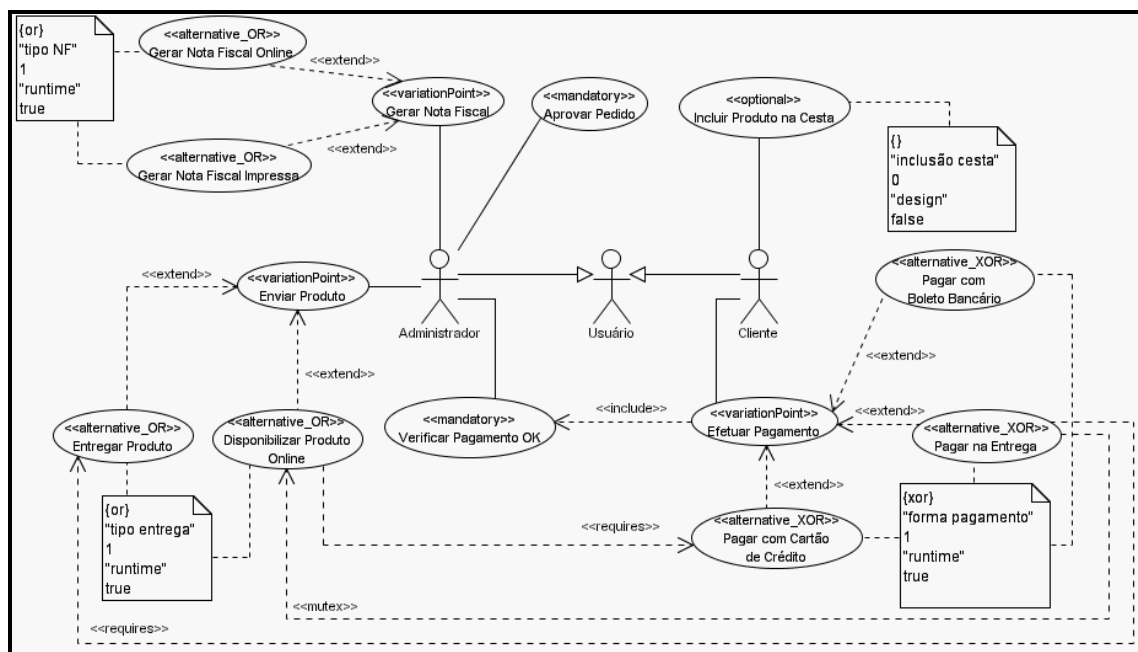 {or}
"tipo NF"
1
"runtime"
true
<<alternative_OR>>
Gerar Nota Fiscal Online
<<extend>>
<<variationPoint>>
Gerar Nota Fiscal
<<mandatory>>
Aprovar Pedido
<<optional>>
Incluir Produto na Cesta
<<extend>>
<<alternative_OR>>
Gerar Nota Fiscal Impressa
{}
"inclusão cesta"
0
"design"
false
<<extend>>
<<variationPoint>>
Enviar Produto
<<alternative_XOR>>
Pagar com
Boleto Bancário
Administrador
Usuário
Cliente
<<extend>>
<<extend>>
<<alternative_OR>>
Entregar Produto
<<alternative_OR>>
Disponibilizar Produto
Online
<<mandatory>>
Verificar Pagamento OK
<<include>>
<<variationPoint>>
Efetuar Pagamento
<<extend>>
<<alternative_XOR>>
Pagar na Entrega
<<extend>>
{or}
"tipo entrega"
1
"runtime"
true
<<requires>>
<<alternative_XOR>>
Pagar com Cartão
de Crédito
{xor}
"forma pagamento"
1
"runtime"
true
<<mutex>>
<<requires>>